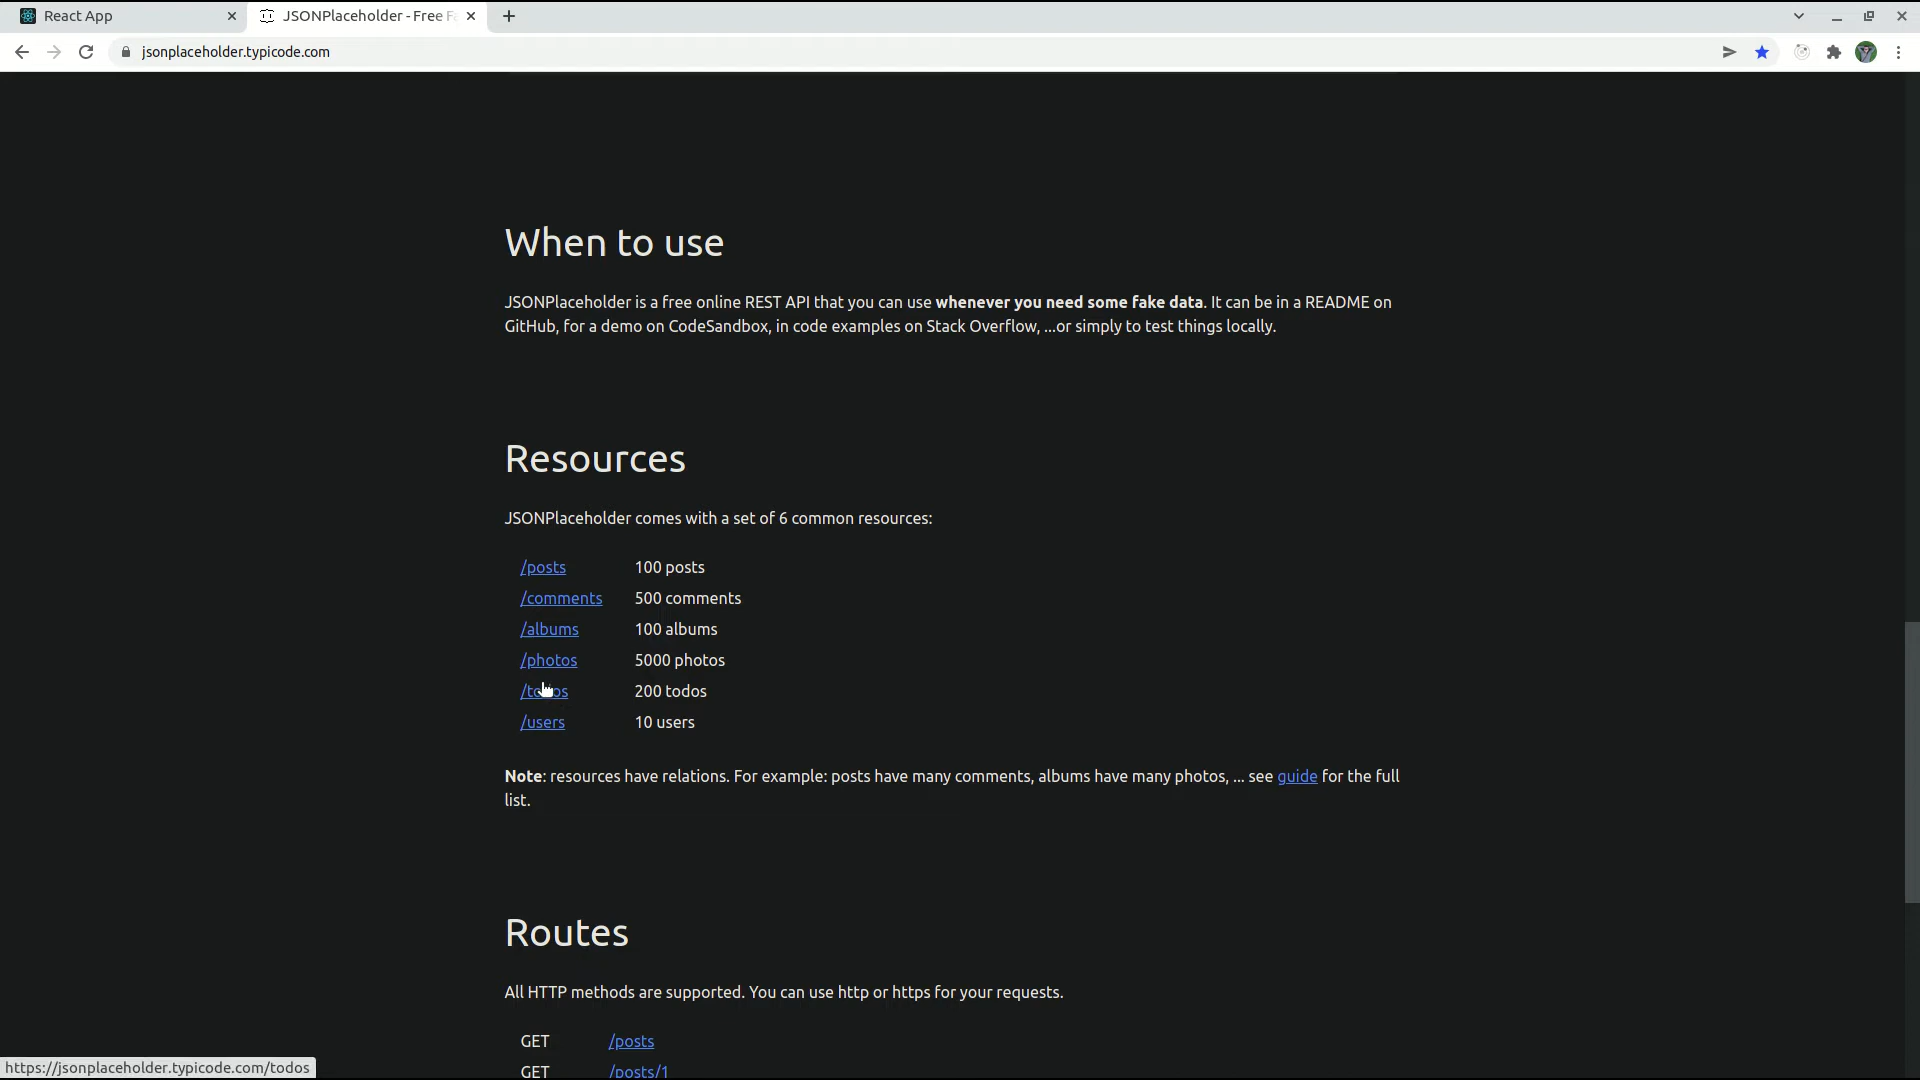 React App
JSONPlaceholder - Free F
jsonplaceholder.typicode.com
When to use
JSONPlaceholder is a free online REST API that you can use whenever you need some fake data. It can be in a README on
GitHub, for a demo on CodeSandbox, in code examples on Stack Overflow, ...or simply to test things locally.
Resources
JSONPlaceholder comes with a set of 6 common resources:
/posts 100 posts
/comments 500 comments
/albums 100 albums
/photos 5000 photos
/todos 200 todos
/users 10 users
Note: resources have relations. For example: posts have many comments, albums have many photos, ... see guide for the full
list.
Routes
All HTTP methods are supported. You can use http or https for your requests.
GET /posts
GET /posts/1
https://jsonplaceholder.typicode.com/todos